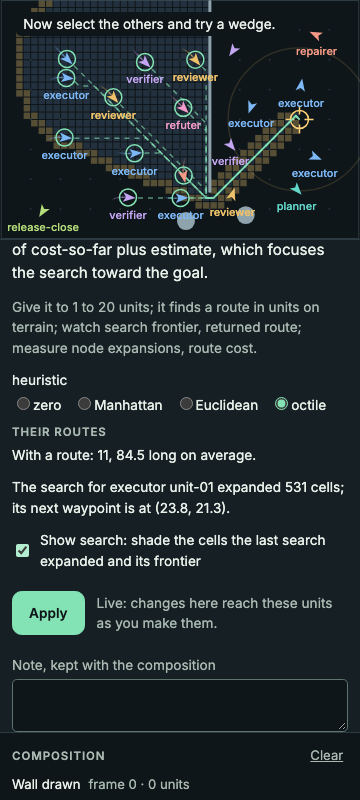 Now select the others and try a wedge.
repairer
verifier
reviewer
executor
executor
reviewer
refuter
executor
executor
verifier
executor
executor
planner
verifier
executor
reviewer
release-close
of cost-so-far plus estimate, which focuses
the search toward the goal.
Give it to 1 to 20 units; it finds a route in units on
terrain; watch search frontier, returned route;
measure node expansions, route cost.
heuristic
zero Manhattan Euclidean octile
THEIR ROUTES
With a route: 11, 84.5 long on average.
The search for executor unit-01 expanded 531 cells;
its next waypoint is at (23.8, 21.3).
Show search: shade the cells the last search
expanded and its frontier
Apply
Live: changes here reach these units
as you make them.
Note, kept with the composition
COMPOSITION Clear
Wall drawn frame 0 · 0 units